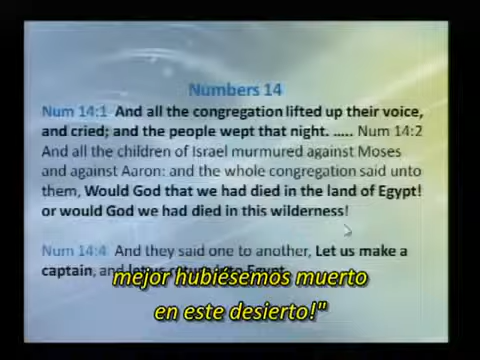 Numbers 14
Num 14:1 And all the congregation lifted up their voice,
and cried; and the people wept that night. ..... Num 14:2
And all the children of Israel murmured against Moses
and against Aaron: and the whole congregation said unto
them, Would God that we had died in the land of Egypt!
or would God we had died in this wilderness!
Num 14:4 And they said one to another, Let us make a
captain, and
mejor hubiésemos muerto
en este desierto!"